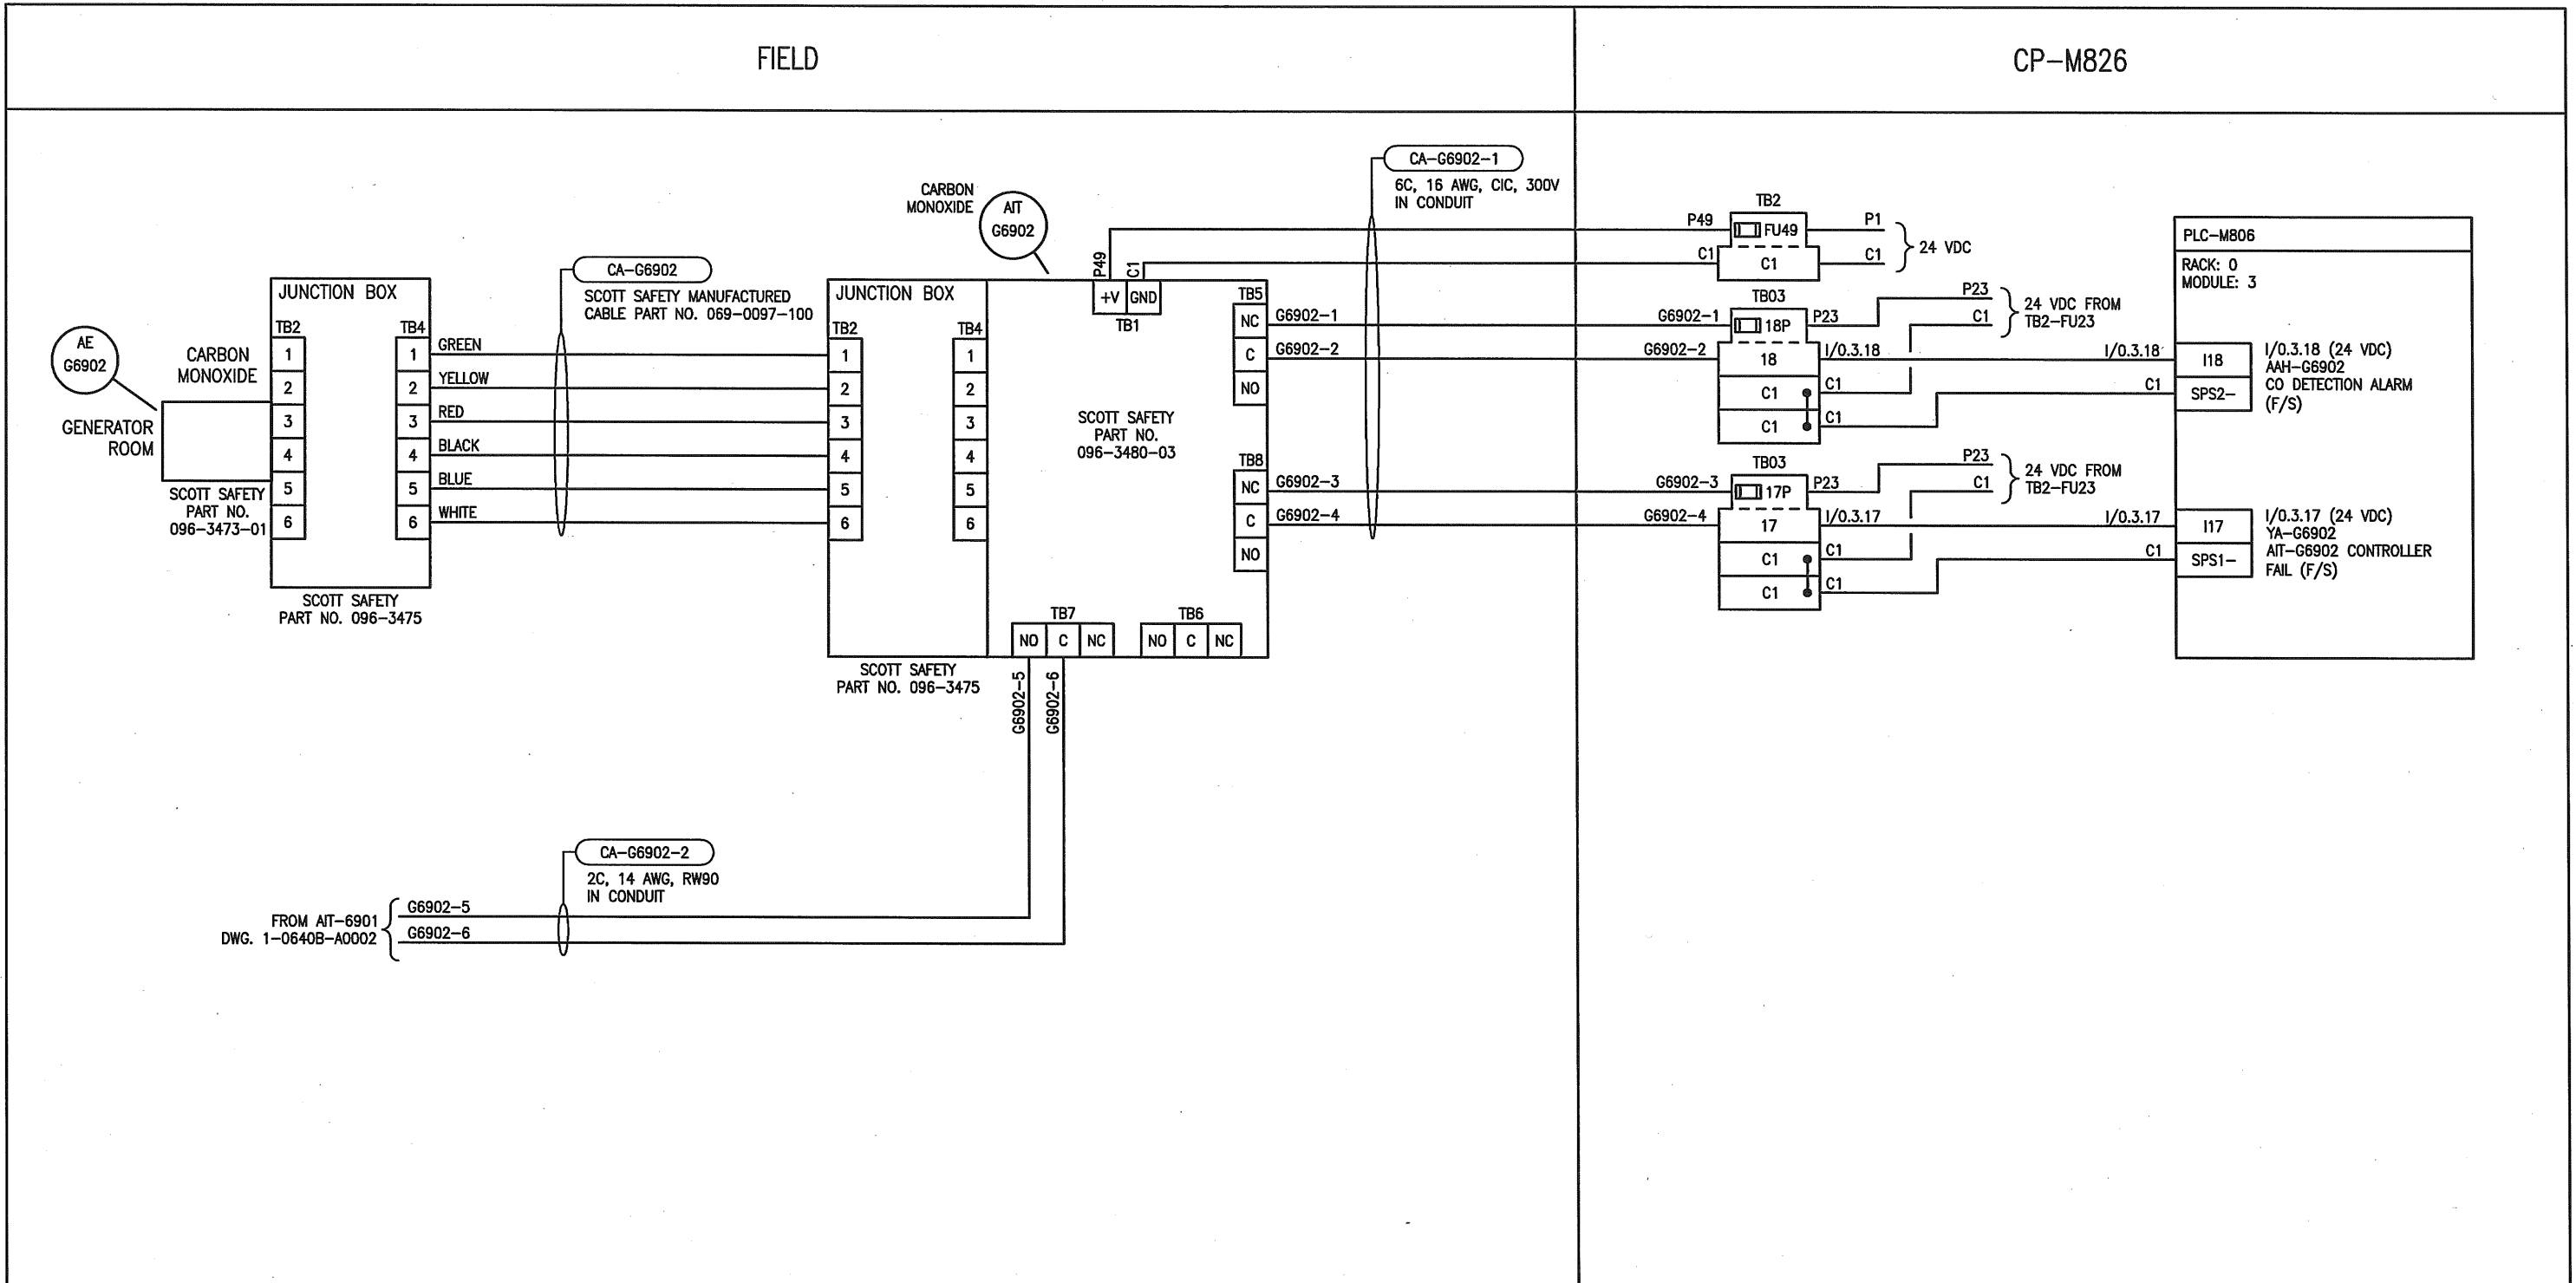 FIELD
CP-M826
AE
G6902
CARBON
MONOXIDE
GENERATOR
ROOM
SCOTT SAFETY
PART NO.
096-3473-01
JUNCTION BOX
TB2
1
2
3
4
5
6
TB4
1
2
3
4
5
6
SCOTT SAFETY
PART NO. 096-3475
GREEN
YELLOW
RED
BLACK
BLUE
WHITE
CA-G6902
SCOTT SAFETY MANUFACTURED
CABLE PART NO. 069-0097-100
JUNCTION BOX
TB2
1
2
3
4
5
6
TB4
1
2
3
4
5
6
SCOTT SAFETY
PART NO. 096-3475
CARBON
MONOXIDE
AIT
G6902
P49
C1
+V
GND
TB1
SCOTT SAFETY
PART NO.
096-3480-03
TB5
NC
C
NO
TB8
NC
C
NO
TB7
NO
C
NC
TB6
NO
C
NC
G6902-5
G6902-6
CA-G6902-2
2C, 14 AWG, RW90
IN CONDUIT
FROM AIT-6901
DWG. 1-0640B-A0002
G6902-5
G6902-6
CA-G6902-1
6C, 16 AWG, CIC, 300V
IN CONDUIT
G6902-1
G6902-2
G6902-3
G6902-4
TB2
P49
FU49
P1
C1
C1
C1
24 VDC
TB03
G6902-1
18P
P23
P23
C1
24 VDC FROM
TB2-FU23
G6902-2
18
I/0.3.18
I/0.3.18
C1
C1
C1
C1
C1
TB03
G6902-3
17P
P23
P23
C1
24 VDC FROM
TB2-FU23
G6902-4
17
I/0.3.17
I/0.3.17
C1
C1
C1
C1
C1
PLC-M806
RACK: 0
MODULE: 3
I18
SPS2-
I/0.3.18 (24 VDC)
AAH-G6902
CO DETECTION ALARM
(F/S)
I17
SPS1-
I/0.3.17 (24 VDC)
YA-G6902
AIT-G6902 CONTROLLER
FAIL (F/S)